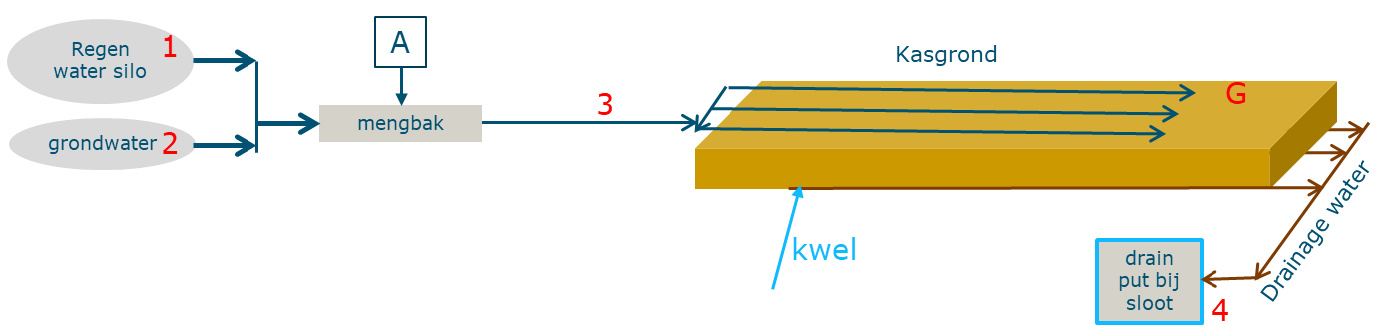 Regen
water silo
1
grondwater
2
A
mengbak
3
Kasgrond
G
kwel
Drainage water
drain
put bij
sloot
4